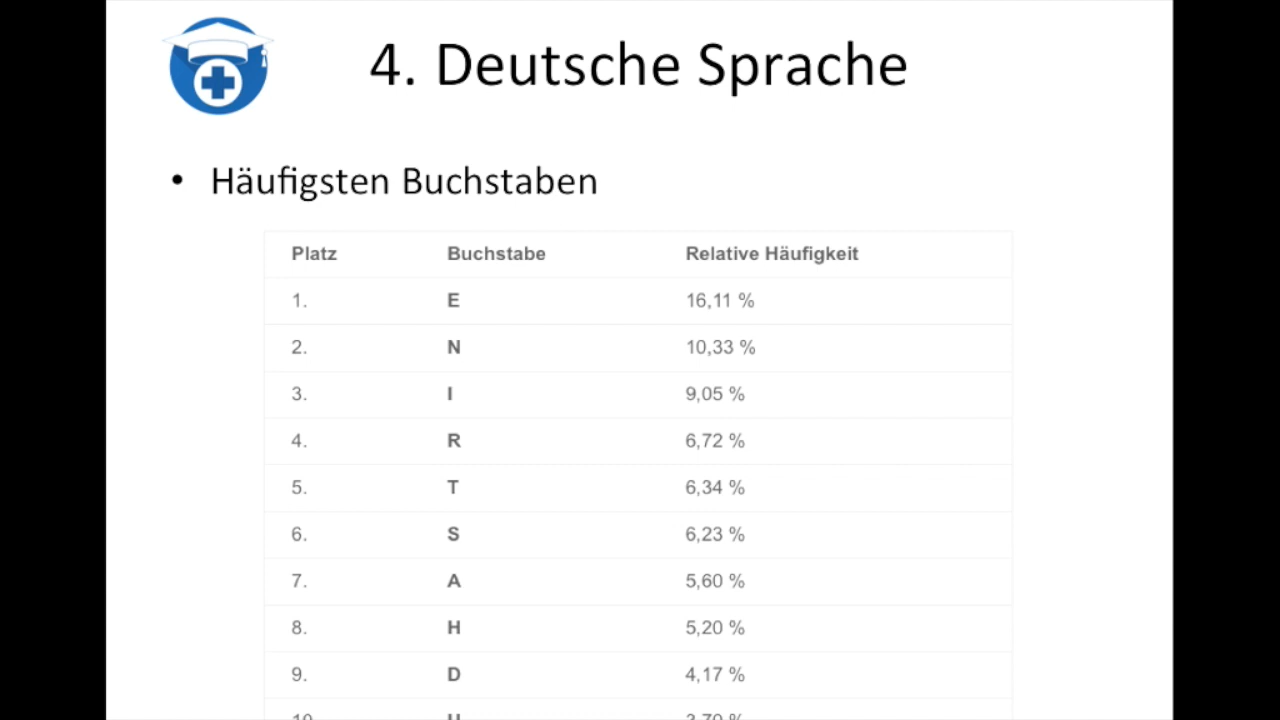 4. Deutsche Sprache
• Häufigsten Buchstaben
Platz Buchstabe Relative Häufigkeit
1. E 16,11 %
2. N 10,33 %
3. I 9,05 %
4. R 6,72 %
5. T 6,34 %
6. S 6,23 %
7. A 5,60 %
8. H 5,20 %
9. D 4,17 %